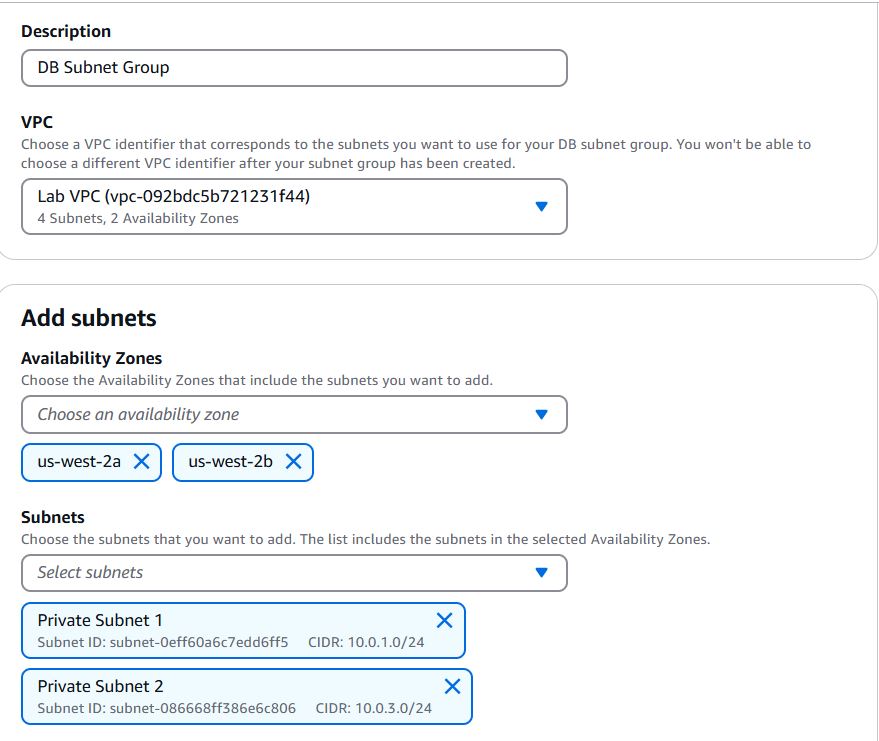 Description
DB Subnet Group
VPC
Choose a VPC identifier that corresponds to the subnets you want to use for your DB subnet group. You won't be able to
choose a different VPC identifier after your subnet group has been created.
Lab VPC (vpc-092bdc5b721231f44)
4 Subnets, 2 Availability Zones
Add subnets
Availability Zones
Choose the Availability Zones that include the subnets you want to add.
Choose an availability zone
us-west-2a us-west-2b
Subnets
Choose the subnets that you want to add. The list includes the subnets in the selected Availability Zones.
Select subnets
Private Subnet 1
Subnet ID: subnet-0eff60a6c7edd6ff5 CIDR: 10.0.1.0/24
Private Subnet 2
Subnet ID: subnet-086668ff386e6c806 CIDR: 10.0.3.0/24